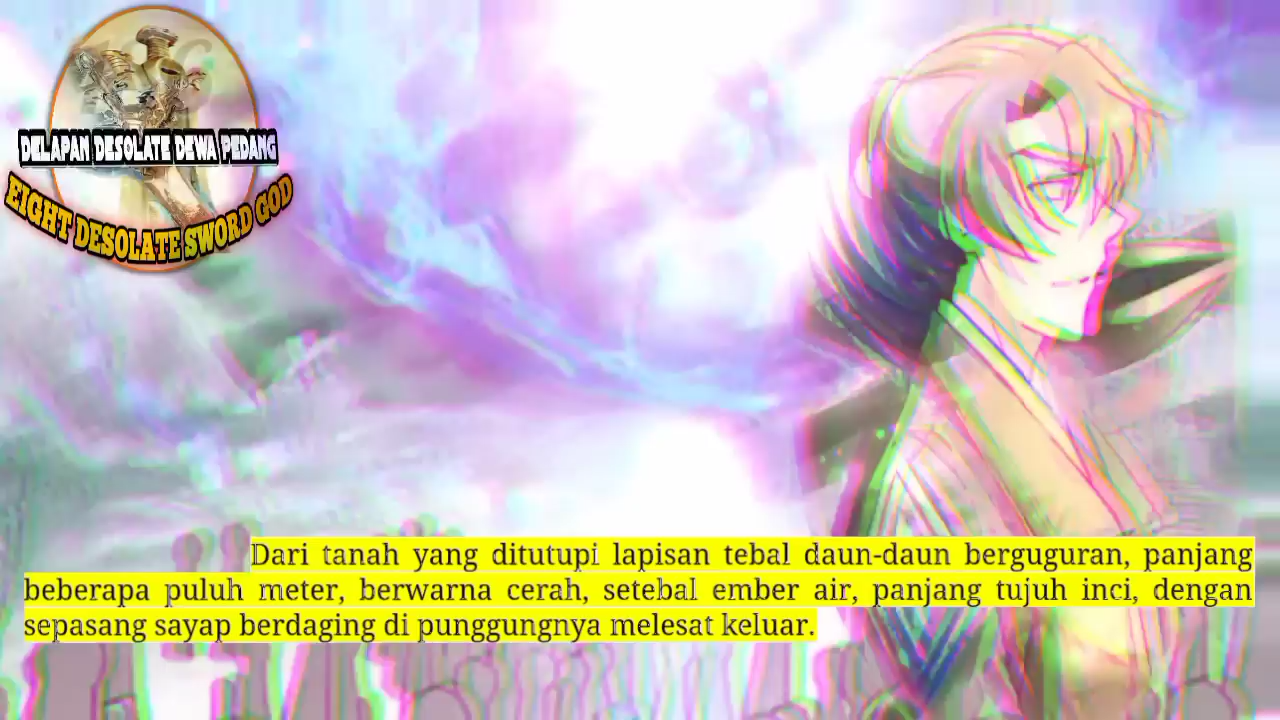 DELAPAN DESOLATE DEWA PEDANG
EIGHT DESOLATE SWORD GOD
Dari tanah yang ditutupi lapisan tebal daun-daun berguguran, panjang
beberapa puluh meter, berwarna cerah, setebal ember air, panjang tujuh inci, dengan
sepasang sayap berdaging di punggungnya melesat keluar.